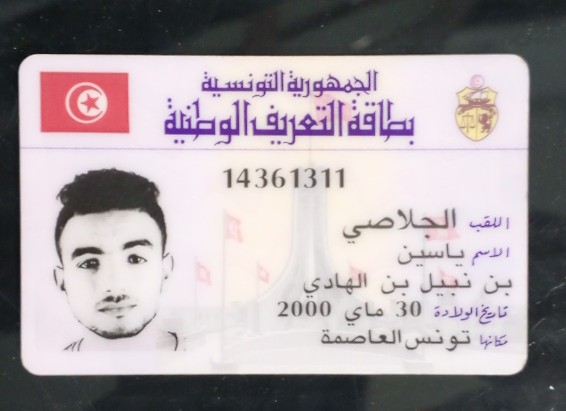 الجمهورية التونسية
بطاقة التعريف الوطنية
14361311
اللقب الجلاصي
الاسم ياسين
بن نبيل بن الهادي
تاريخ الولادة 30 ماي 2000
مكانها تونس العاصمة